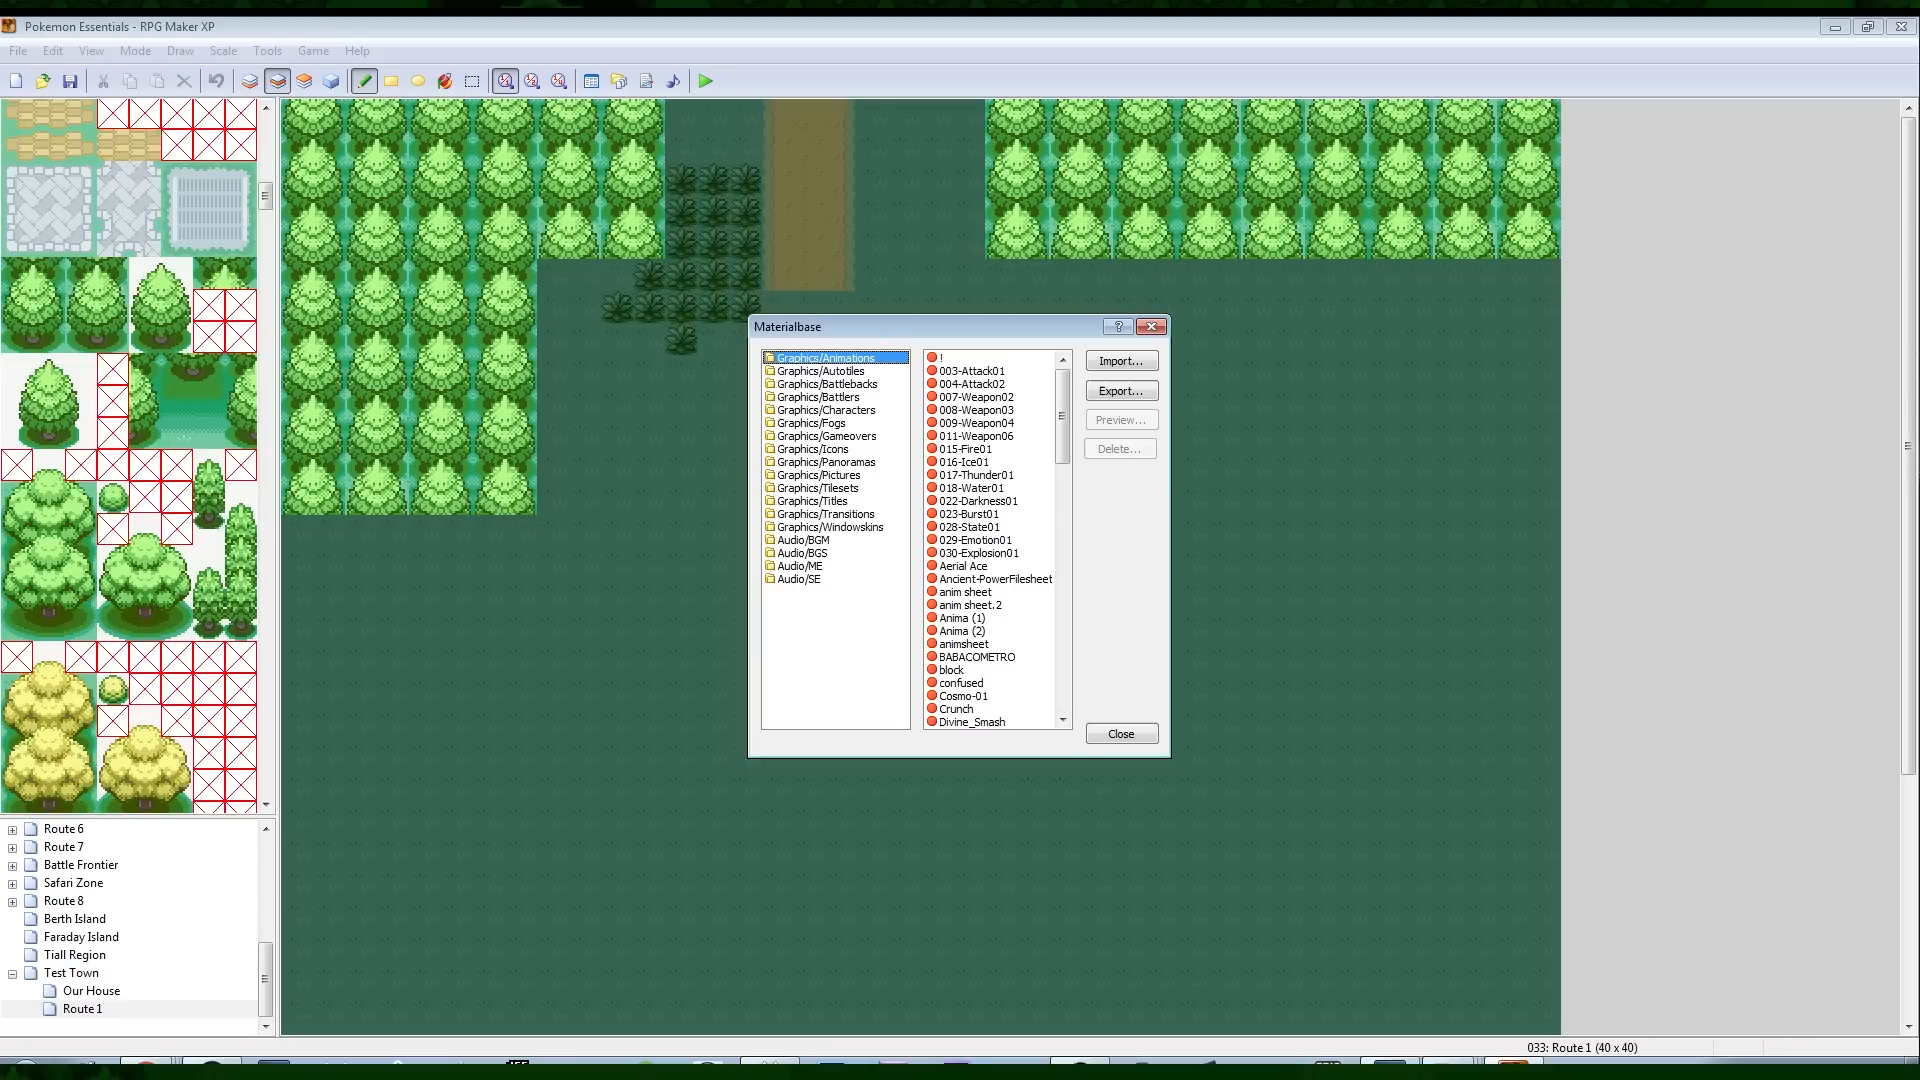 Pokemon Essentials - RPG Maker XP
File Edit View Mode Draw Scale Tools Game Help
Materialbase
Graphics/Animations
Graphics/Autotiles
Graphics/Battlebacks
Graphics/Battlers
Graphics/Characters
Graphics/Fogs
Graphics/Gameovers
Graphics/Icons
Graphics/Panoramas
Graphics/Pictures
Graphics/Tilesets
Graphics/Titles
Graphics/Transitions
Graphics/Windowskins
Audio/BGM
Audio/BGS
Audio/ME
Audio/SE
!
003-Attack01
004-Attack02
007-Weapon02
008-Weapon03
009-Weapon04
011-Weapon06
015-Fire01
016-Ice01
017-Thunder01
018-Water01
022-Darkness01
023-Burst01
028-State01
029-Emotion01
030-Explosion01
Aerial Ace
Ancient-PowerFilesheet
anim sheet
anim sheet.2
Anima (1)
Anima (2)
animsheet
BABACOMETRO
block
confused
Cosmo-01
Crunch
Divine_Smash
Import...
Export...
Preview...
Delete...
Close
Route 6
Route 7
Battle Frontier
Safari Zone
Route 8
Berth Island
Faraday Island
Tiall Region
Test Town
Our House
Route 1
033: Route 1 (40 x 40)